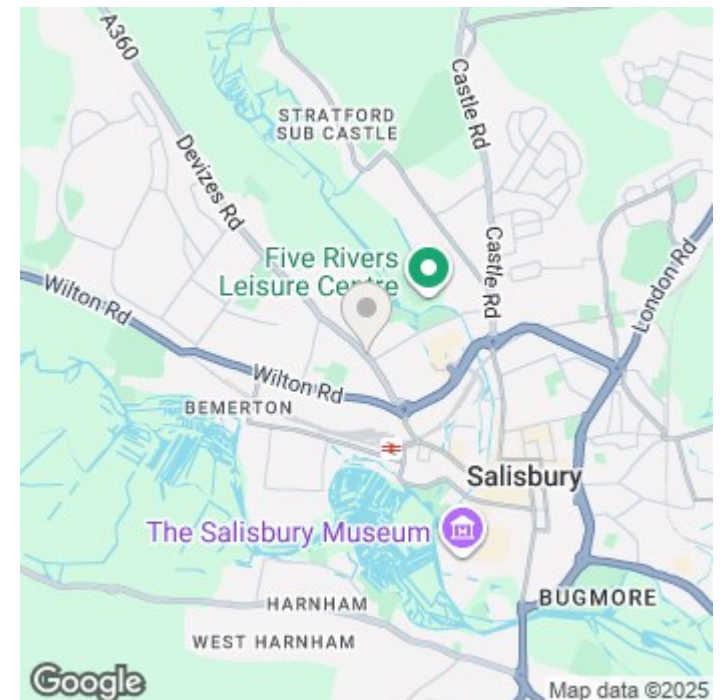 A360
Castle Rd
STRATFORD
SUB CASTLE
Devizes Rd
Five Rivers
Leisure Centre
Castle Rd
London Rd
Wilton Rd
Wilton Rd
BEMERTON
Salisbury
The Salisbury Museum
HARNHAM
BUGMORE
WEST HARNHAM
Google
Map data ©2025